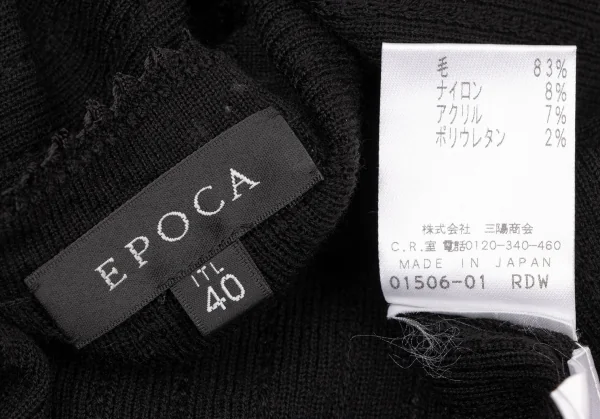 EPOCA
ITL
40
毛 83%
ナイロン 8%
アクリル 7%
ポリウレタン 2%
株式会社 三陽商会
C.R.室 電話0120-340-460
MADE IN JAPAN
01506-01 RDW